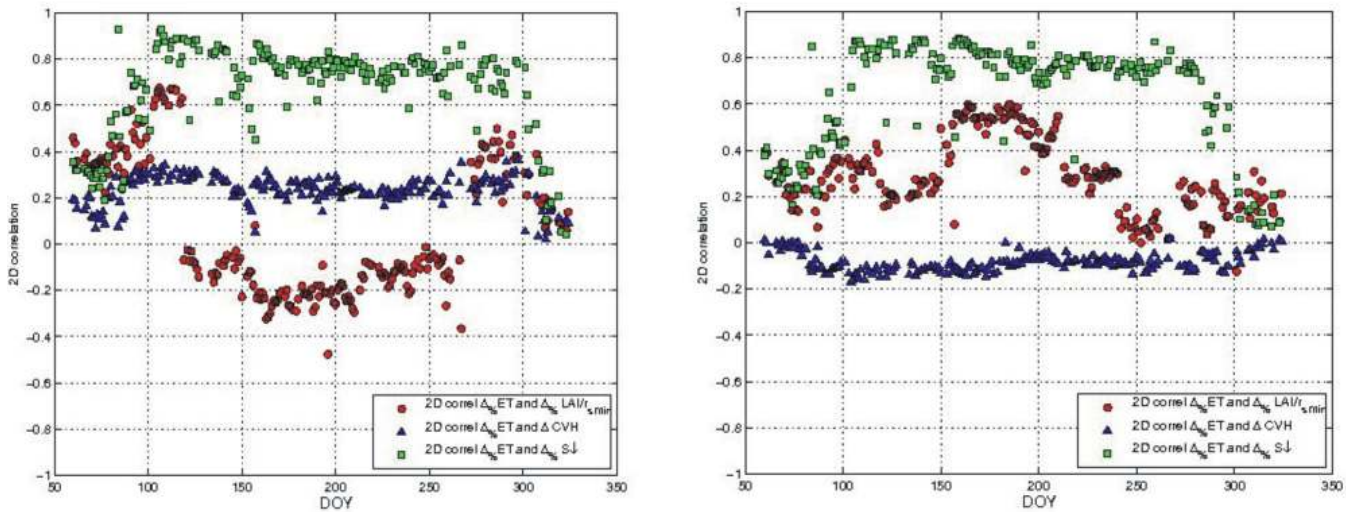 1
0.8
0.6
0.4
0.2
0
-0.2
-0.4
-0.6
-0.8
-1
2D correlation
50 100 150 200 250 300 350
DOY
2D correl Δ%ET and Δ% LAI/rs,min
2D correl Δ%ET and Δ CVH
2D correl Δ%ET and Δ% S↓
1
0.8
0.6
0.4
0.2
0
-0.2
-0.4
-0.6
-0.8
-1
2D correlation
50 100 150 200 250 300 350
DOY
2D correl Δ%ET and Δ% LAI/rs,min
2D correl Δ%ET and Δ CVH
2D correl Δ%ET and Δ% S↓